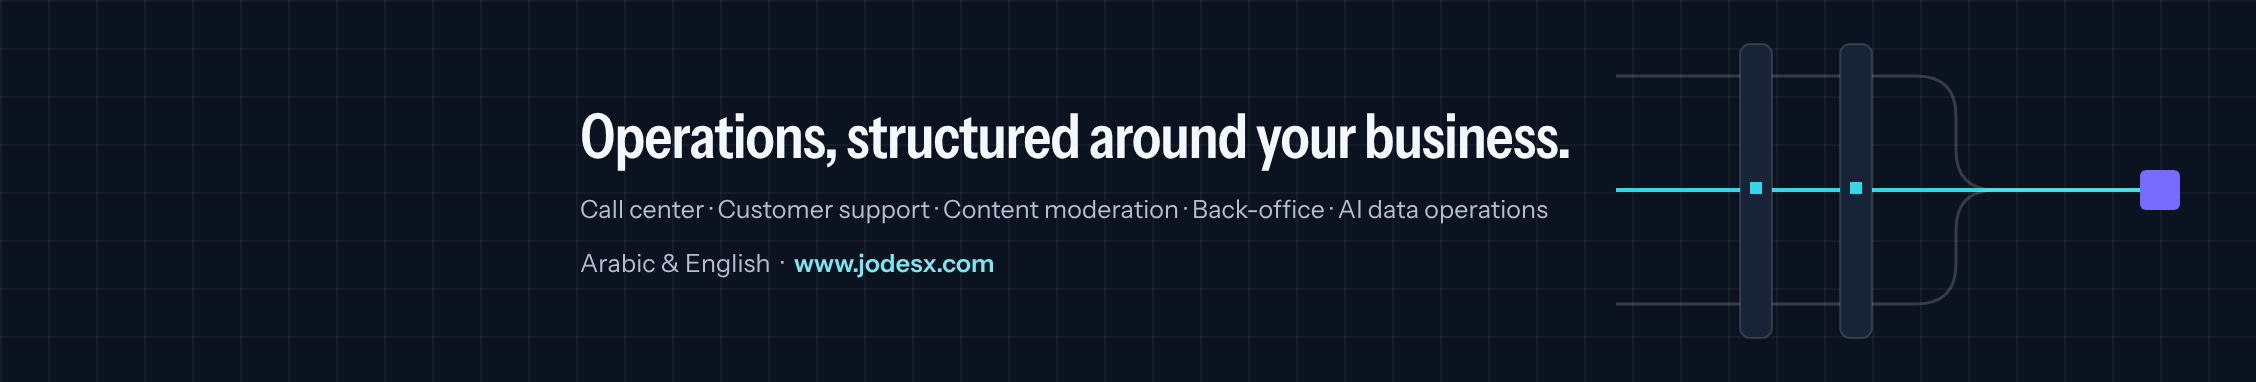 Operations, structured around your business.
Call center · Customer support · Content moderation · Back-office · AI data operations
Arabic & English · www.jodesx.com